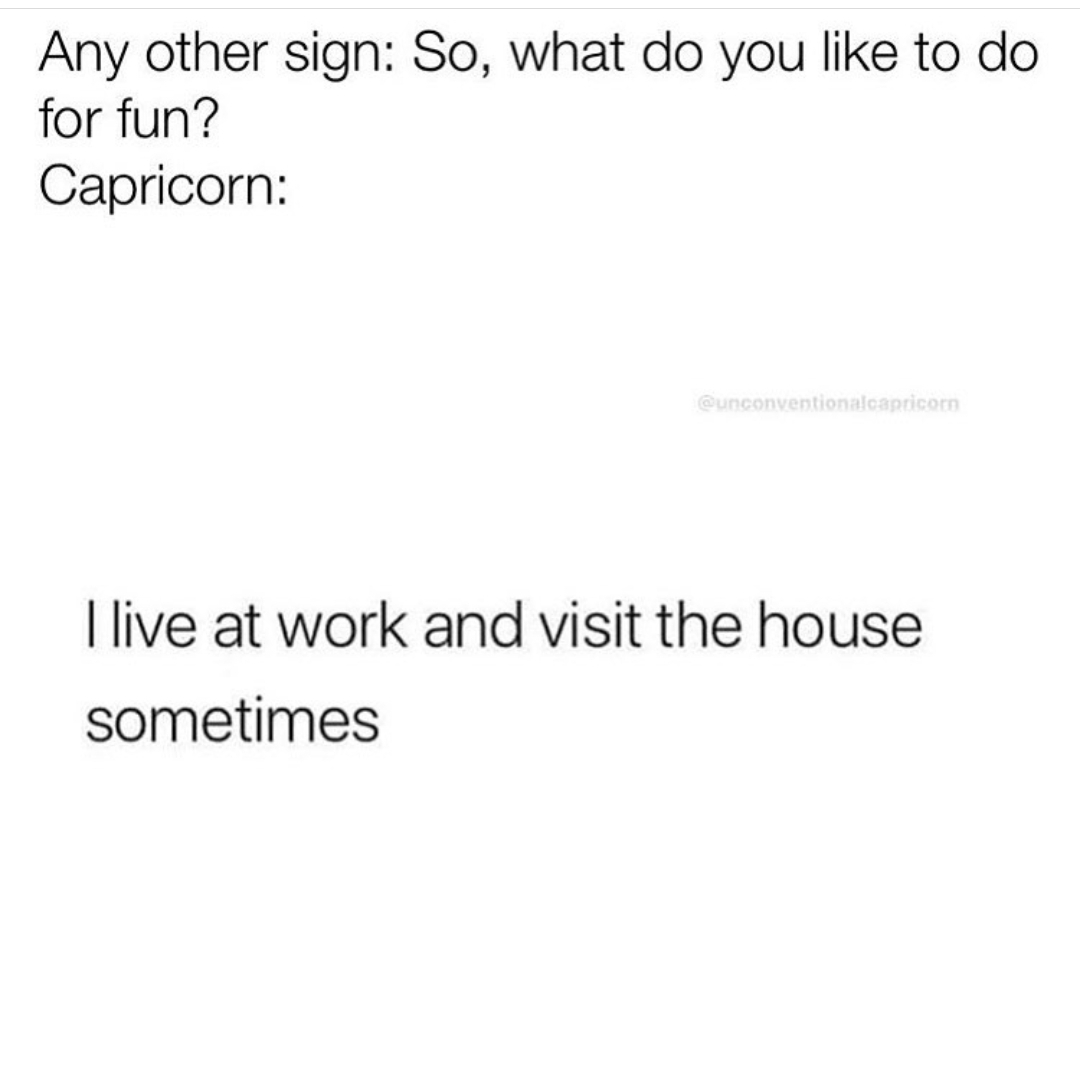 Any other sign: So, what do you like to do
for fun?
Capricorn:
@unconventionalcapricorn
I live at work and visit the house
sometimes